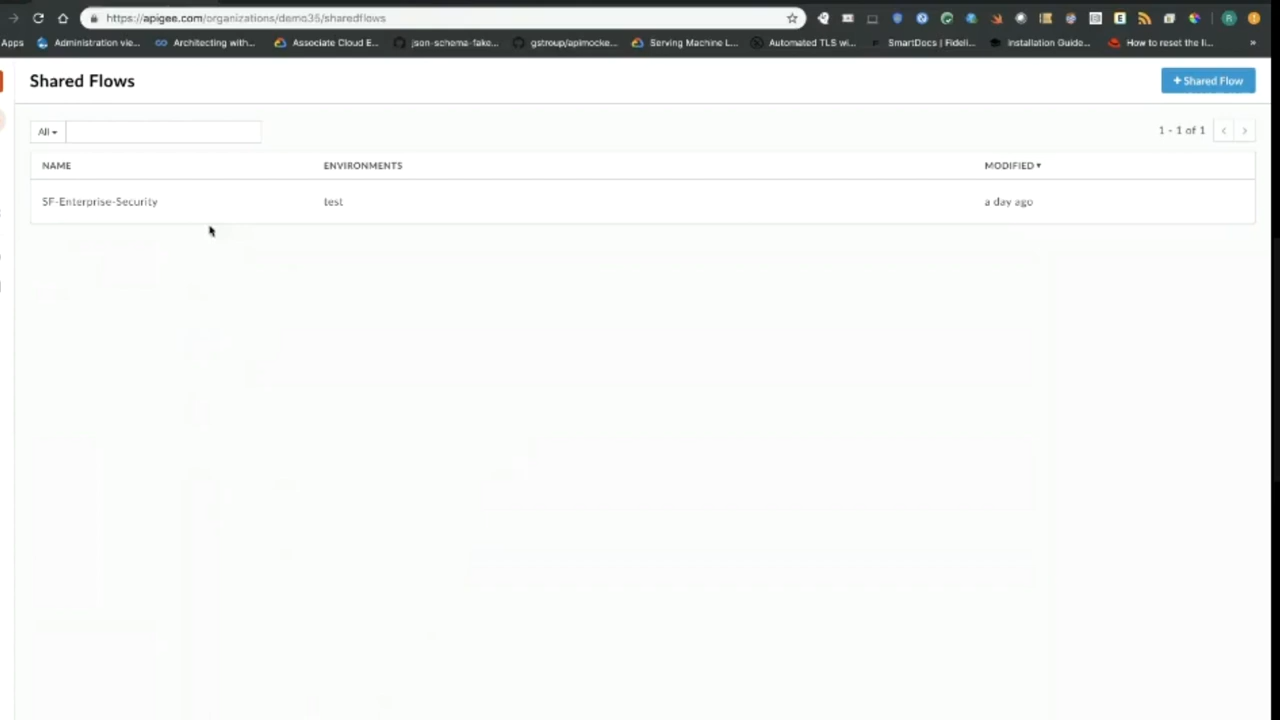 https://apigee.com/organizations/demo35/sharedflows
Apps Administration vie... Architecting with... Associate Cloud E... json-schema-fake... gstroup/apimocke... Serving Machine L... Automated TLS wi... SmartDocs | Fideli... Installation Guide... How to reset the li... »
Shared Flows
+ Shared Flow
All
1 - 1 of 1
NAME ENVIRONMENTS MODIFIED
SF-Enterprise-Security test a day ago